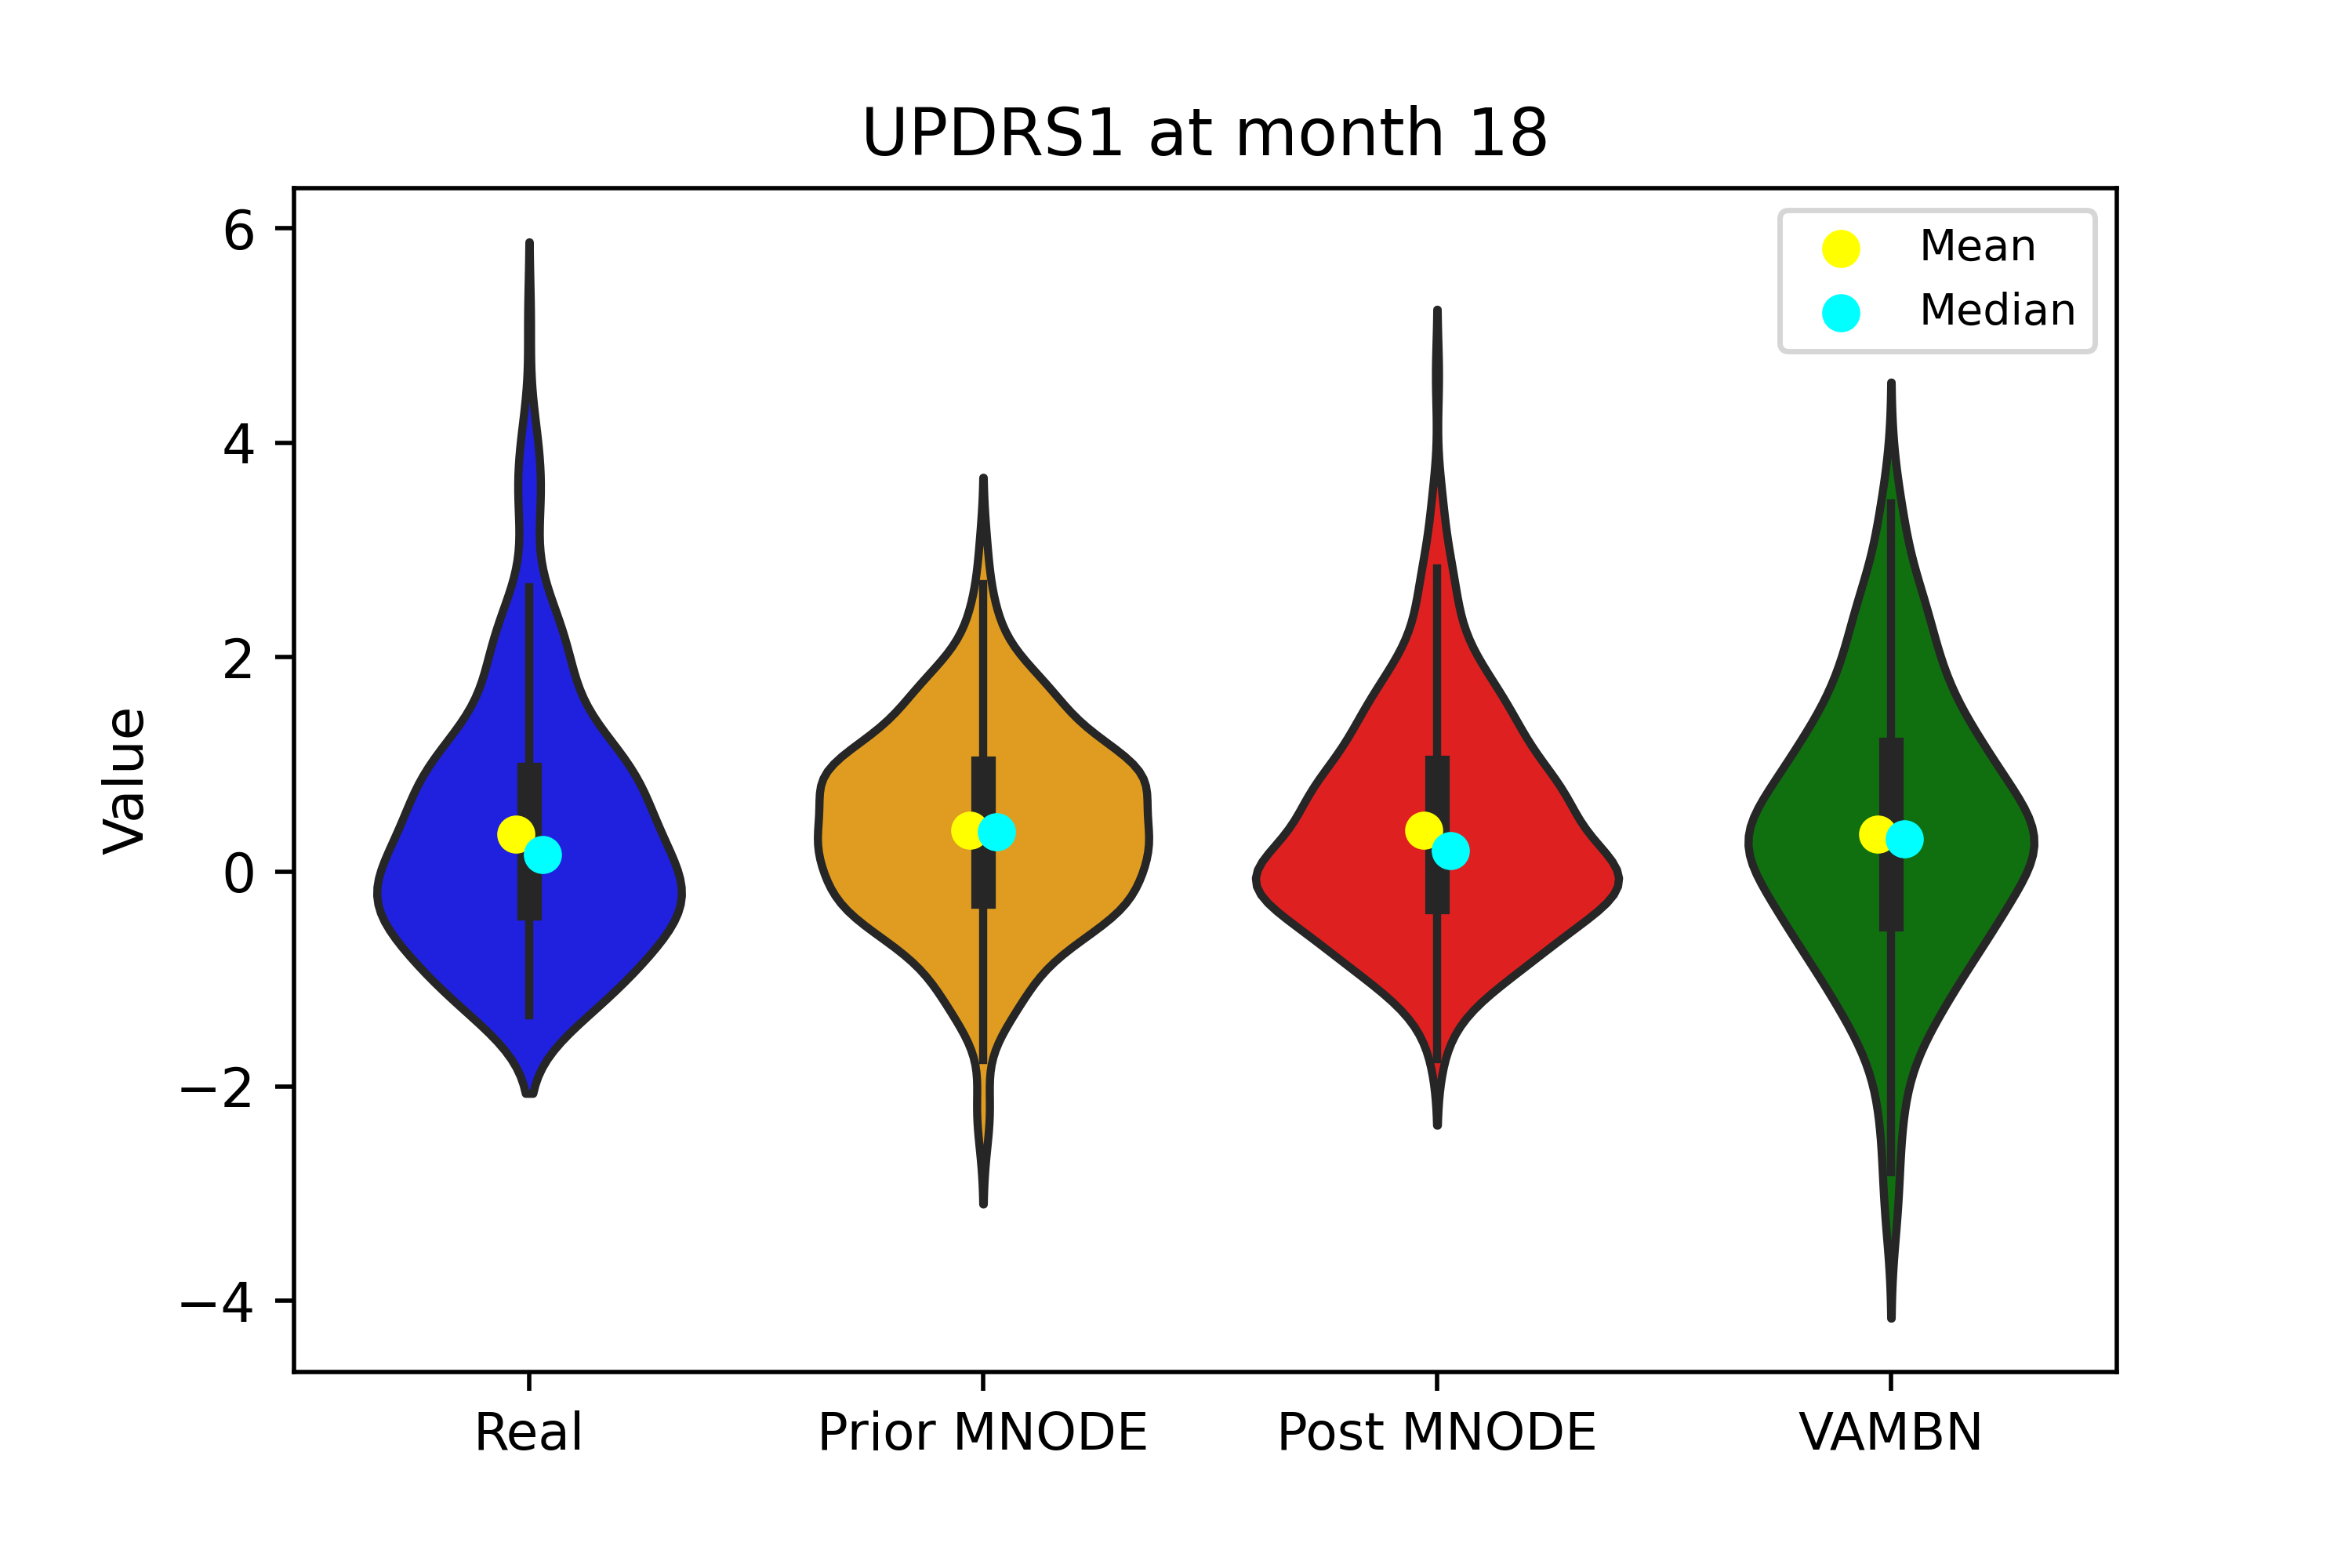 UPDRS1 at month 18
Mean
Median
Value
6
4
2
0
−2
−4
Real
Prior MNODE
Post MNODE
VAMBN